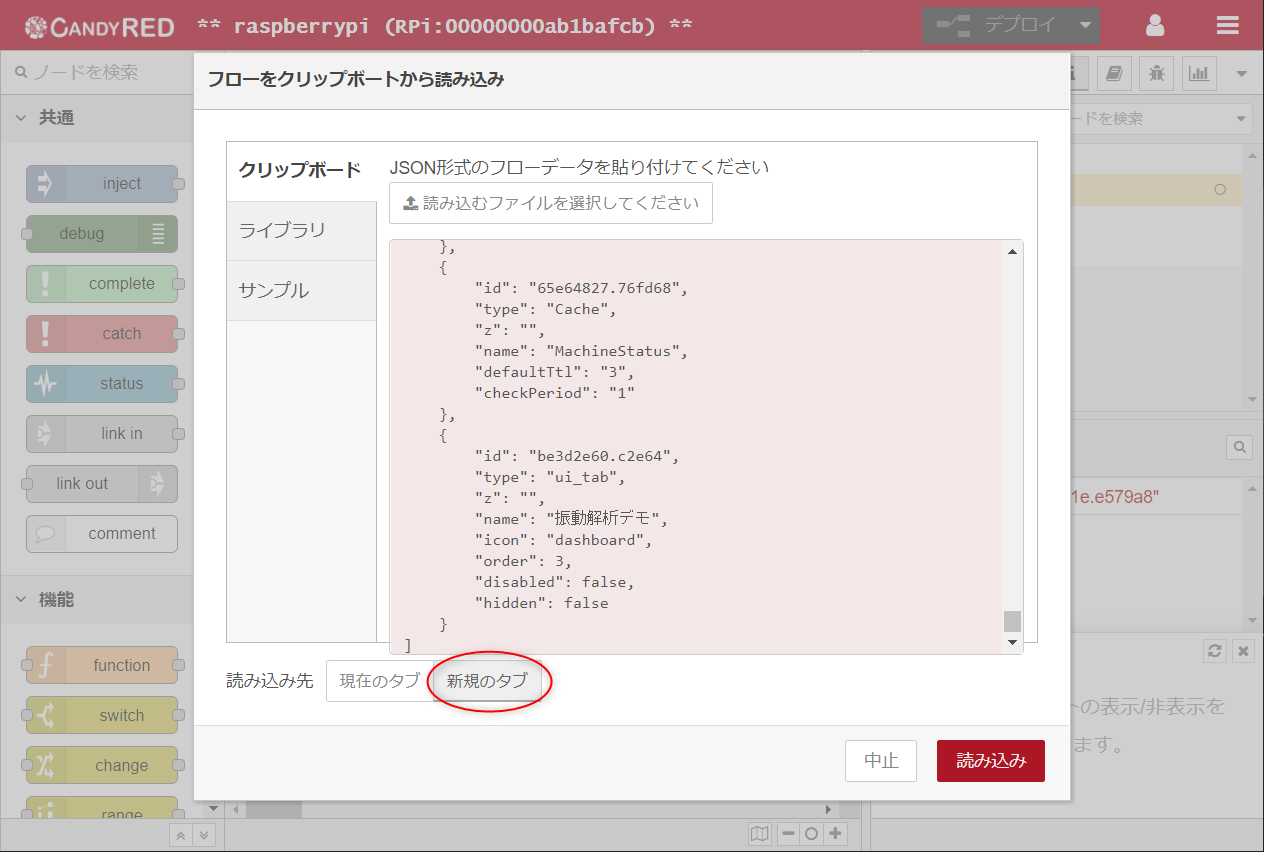 CANDYRED ** raspberrypi (RPi:00000000ab1bafcb) ** デプロイ
ノードを検索
フローをクリップボートから読み込み
共通
inject
debug
complete
catch
status
link in
link out
comment
機能
function
switch
change
range
クリップボード
ライブラリ
サンプル
JSON形式のフローデータを貼り付けてください
読み込むファイルを選択してください
},
{
"id": "65e64827.76fd68",
"type": "Cache",
"z": "",
"name": "MachineStatus",
"defaultTtl": "3",
"checkPeriod": "1"
},
{
"id": "be3d2e60.c2e64",
"type": "ui_tab",
"z": "",
"name": "振動解析デモ",
"icon": "dashboard",
"order": 3,
"disabled": false,
"hidden": false
}
]
読み込み先 現在のタブ 新規のタブ
中止 読み込み
ードを検索
1e.e579a8"
の表示/非表示を
ます。